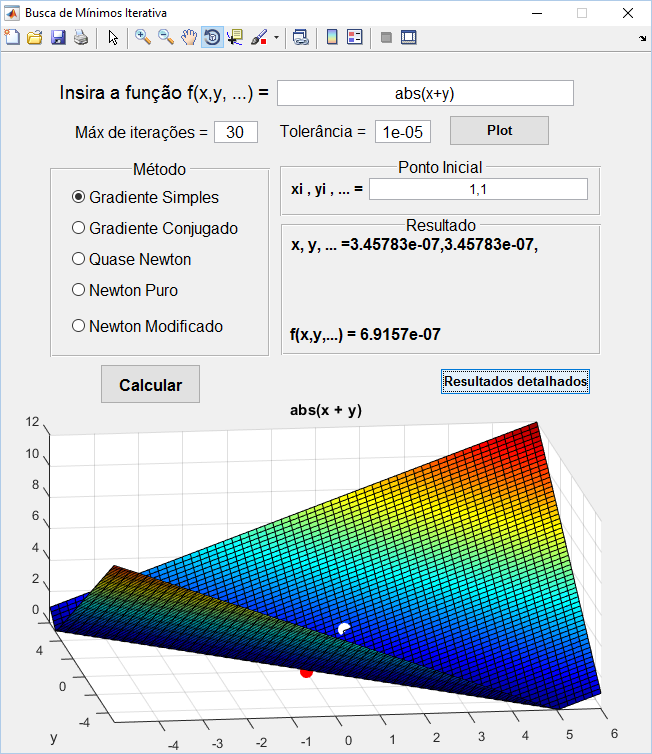 Busca de Mínimos Iterativa
Insira a função f(x,y, ...) = abs(x+y)
Máx de iterações = 30 Tolerância = 1e-05 Plot
Método
Gradiente Simples
Gradiente Conjugado
Quase Newton
Newton Puro
Newton Modificado
Ponto Inicial
xi , yi , ... = 1,1
Resultado
x, y, ... =3.45783e-07,3.45783e-07,
f(x,y,...) = 6.9157e-07
Calcular
Resultados detalhados
abs(x + y)
12
10
8
6
4
2
0
4
0
-4
y
-4 -2 -1 0 1 2 3 4 5 6
x